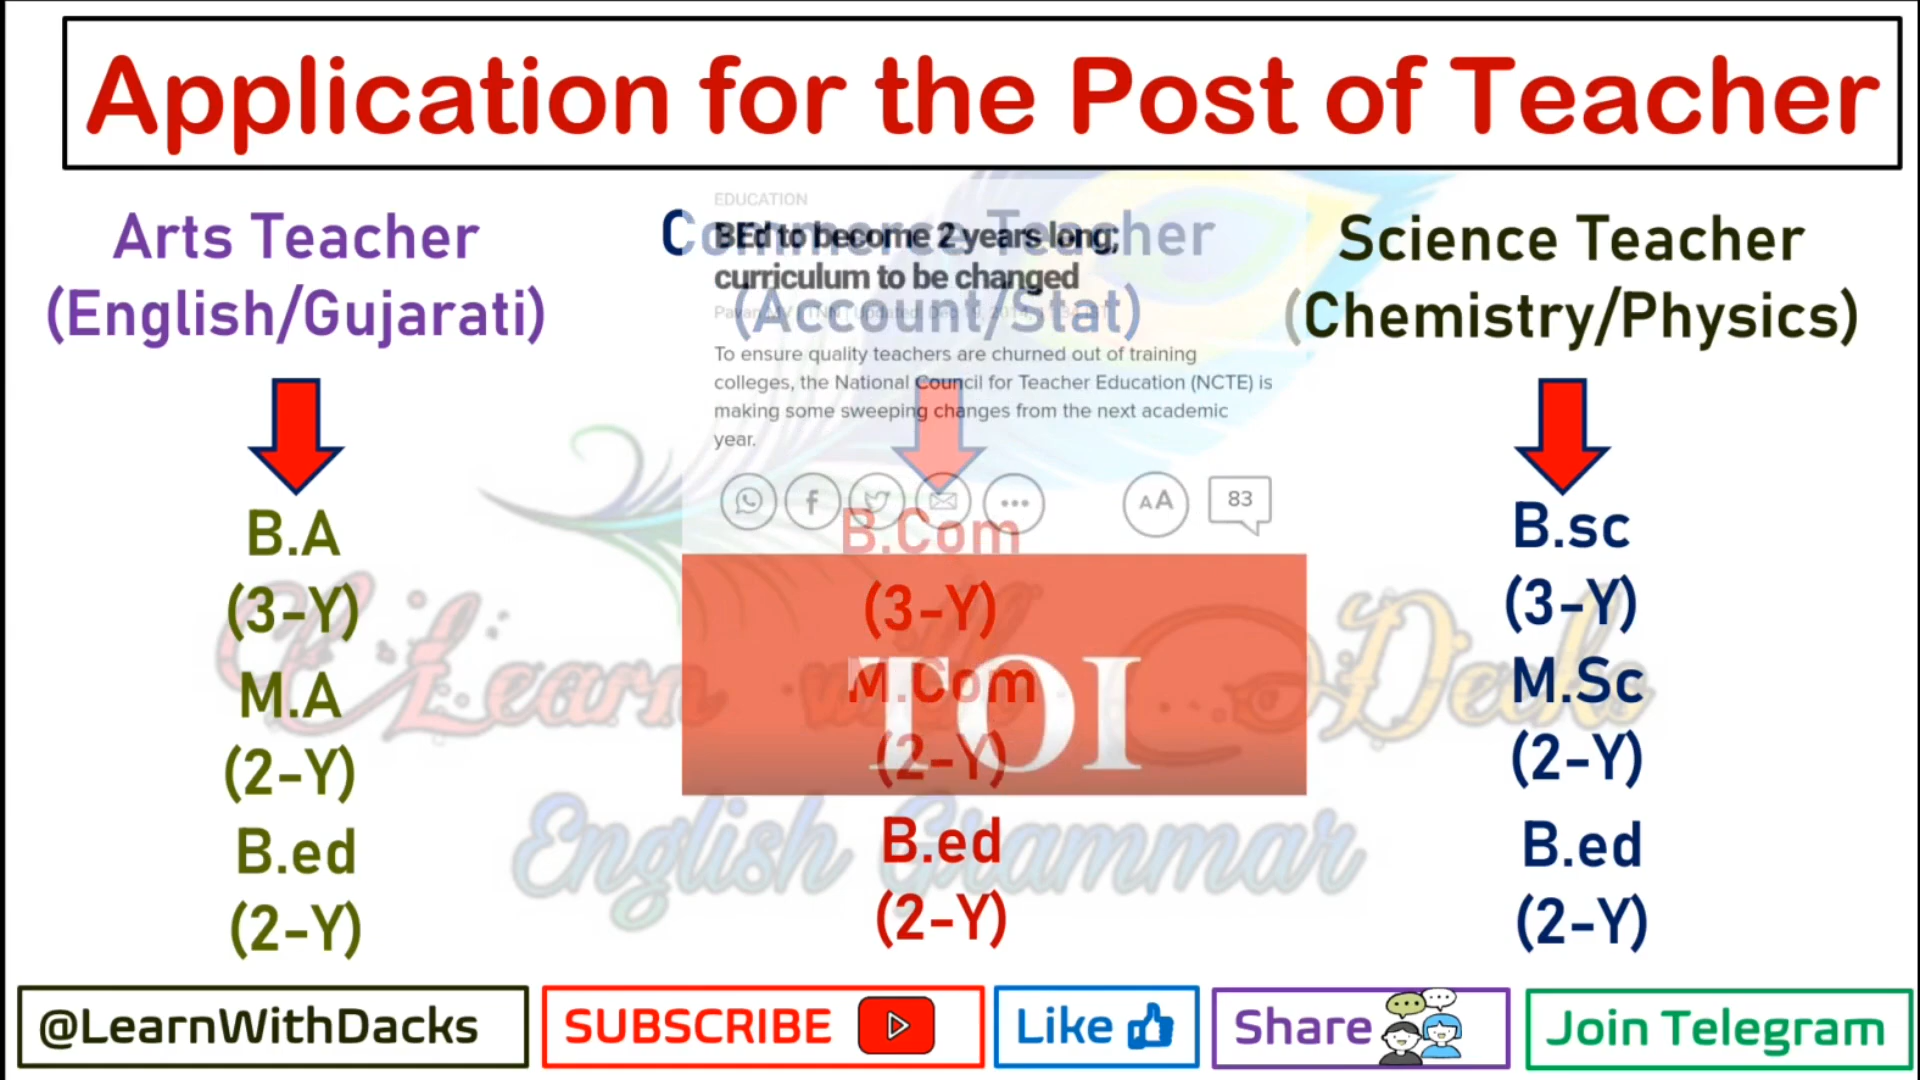 Application for the Post of Teacher
Arts Teacher
(English/Gujarati)
B.A
(3-Y)
M.A
(2-Y)
B.ed
(2-Y)
Commerce Teacher
(Account/Stat)
B.Com
(3-Y)
M.Com
(2-Y)
B.ed
(2-Y)
EDUCATION
BEd to become 2 years long;
curriculum to be changed
To ensure quality teachers are churned out of training
colleges, the National Council for Teacher Education (NCTE) is
making some sweeping changes from the next academic
year.
AA
83
TOI
Science Teacher
(Chemistry/Physics)
B.sc
(3-Y)
M.Sc
(2-Y)
B.ed
(2-Y)
Learn with Dacks
English Grammar
@LearnWithDacks
SUBSCRIBE
Like
Share
Join Telegram